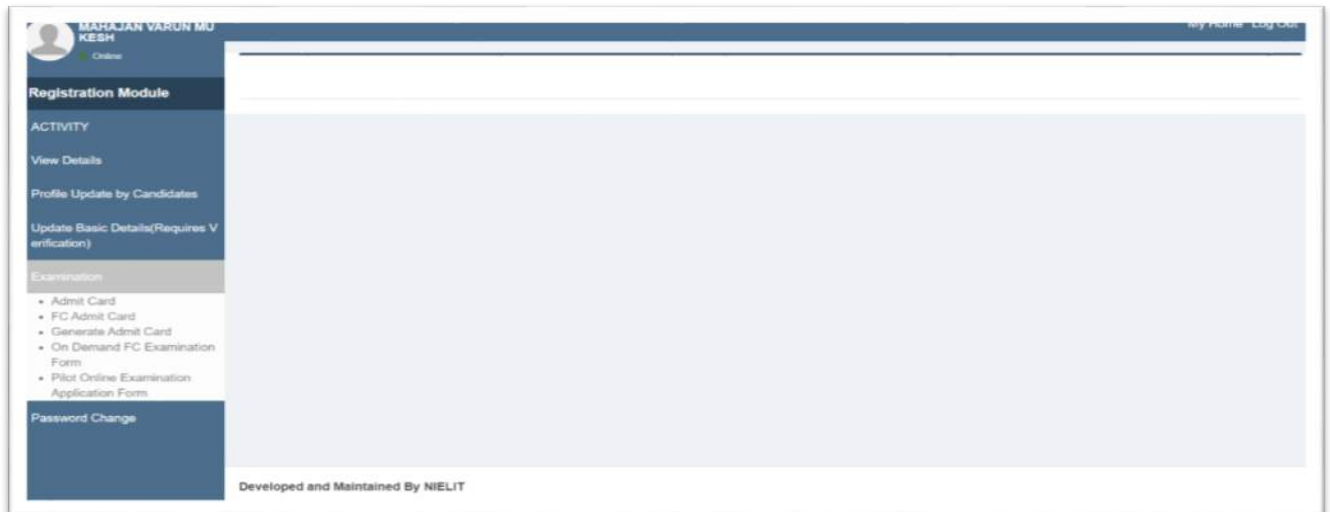 MAHAJAN VARUN MU
KESH
Online
My Home Log Out
Registration Module
ACTIVITY
View Details
Profile Update by Candidates
Update Basic Details(Requires V
erification)
Examination
• Admit Card
• FC Admit Card
• Generate Admit Card
• On Demand FC Examination
Form
• Pilot Online Examination
Application Form
Password Change
Developed and Maintained By NIELIT